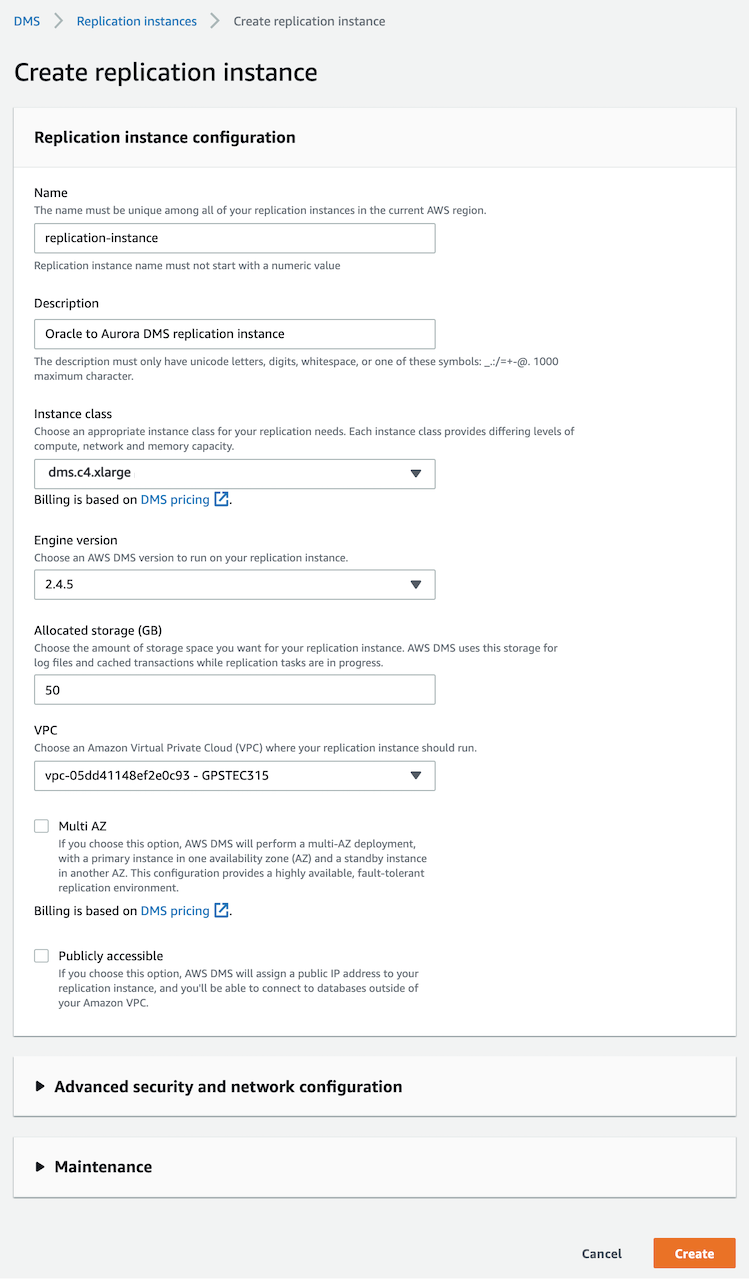 DMS > Replication instances > Create replication instance
Create replication instance
Replication instance configuration
Name
The name must be unique among all of your replication instances in the current AWS region.
replication-instance
Replication instance name must not start with a numeric value
Description
Oracle to Aurora DMS replication instance
The description must only have unicode letters, digits, whitespace, or one of these symbols: _.:/=+-@. 1000
maximum character.
Instance class
Choose an appropriate instance class for your replication needs. Each instance class provides differing levels of
compute, network and memory capacity.
dms.c4.xlarge
Billing is based on DMS pricing .
Engine version
Choose an AWS DMS version to run on your replication instance.
2.4.5
Allocated storage (GB)
Choose the amount of storage space you want for your replication instance. AWS DMS uses this storage for
log files and cached transactions while replication tasks are in progress.
50
VPC
Choose an Amazon Virtual Private Cloud (VPC) where your replication instance should run.
vpc-05dd41148ef2e0c93 - GPSTEC315
Multi AZ
If you choose this option, AWS DMS will perform a multi-AZ deployment,
with a primary instance in one availability zone (AZ) and a standby instance
in another AZ. This configuration provides a highly available, fault-tolerant
replication environment.
Billing is based on DMS pricing .
Publicly accessible
If you choose this option, AWS DMS will assign a public IP address to your
replication instance, and you'll be able to connect to databases outside of
your Amazon VPC.
Advanced security and network configuration
Maintenance
Cancel Create